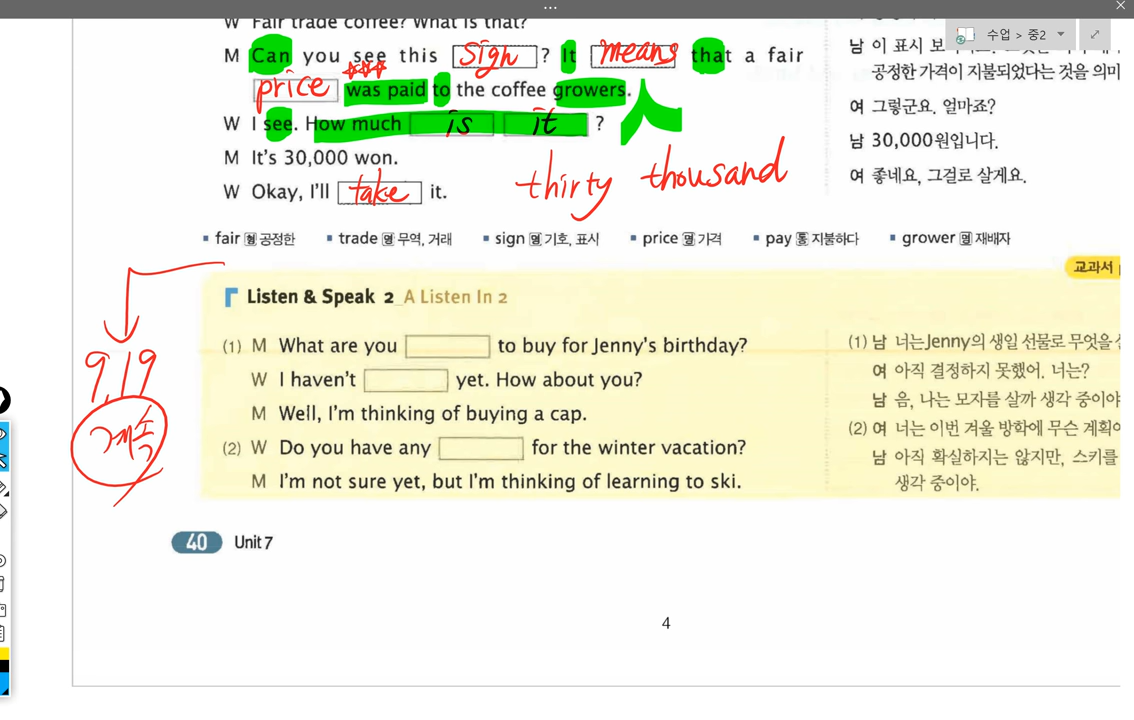 W Fair trade coffee? What is that?
M Can you see this sign ? It means that a fair
price was paid to the coffee growers.
W I see. How much is it ?
M It's 30,000 won.
W Okay, I'll take it.
thirty thousand
수업 > 중2
남 이 표시 보
공정한 가격이 지불되었다는 것을 의미
여 그렇군요. 얼마죠?
남 30,000원입니다.
여 좋네요, 그걸로 살게요.
▪ fair 형 공정한 ▪ trade 명 무역, 거래 ▪ sign 명 기호, 표시 ▪ price 명 가격 ▪ pay 동 지불하다 ▪ grower 명 재배자
교과서
9.19
계속
Listen & Speak 2 A Listen In 2
(1) M What are you to buy for Jenny's birthday?
W I haven't yet. How about you?
M Well, I'm thinking of buying a cap.
(2) W Do you have any for the winter vacation?
M I'm not sure yet, but I'm thinking of learning to ski.
(1) 남 너는 Jenny의 생일 선물로 무엇을
여 아직 결정하지 못했어. 너는?
남 음, 나는 모자를 살까 생각 중이야
(2) 여 너는 이번 겨울 방학에 무슨 계획이
남 아직 확실하지는 않지만, 스키를
생각 중이야.
40 Unit 7
4